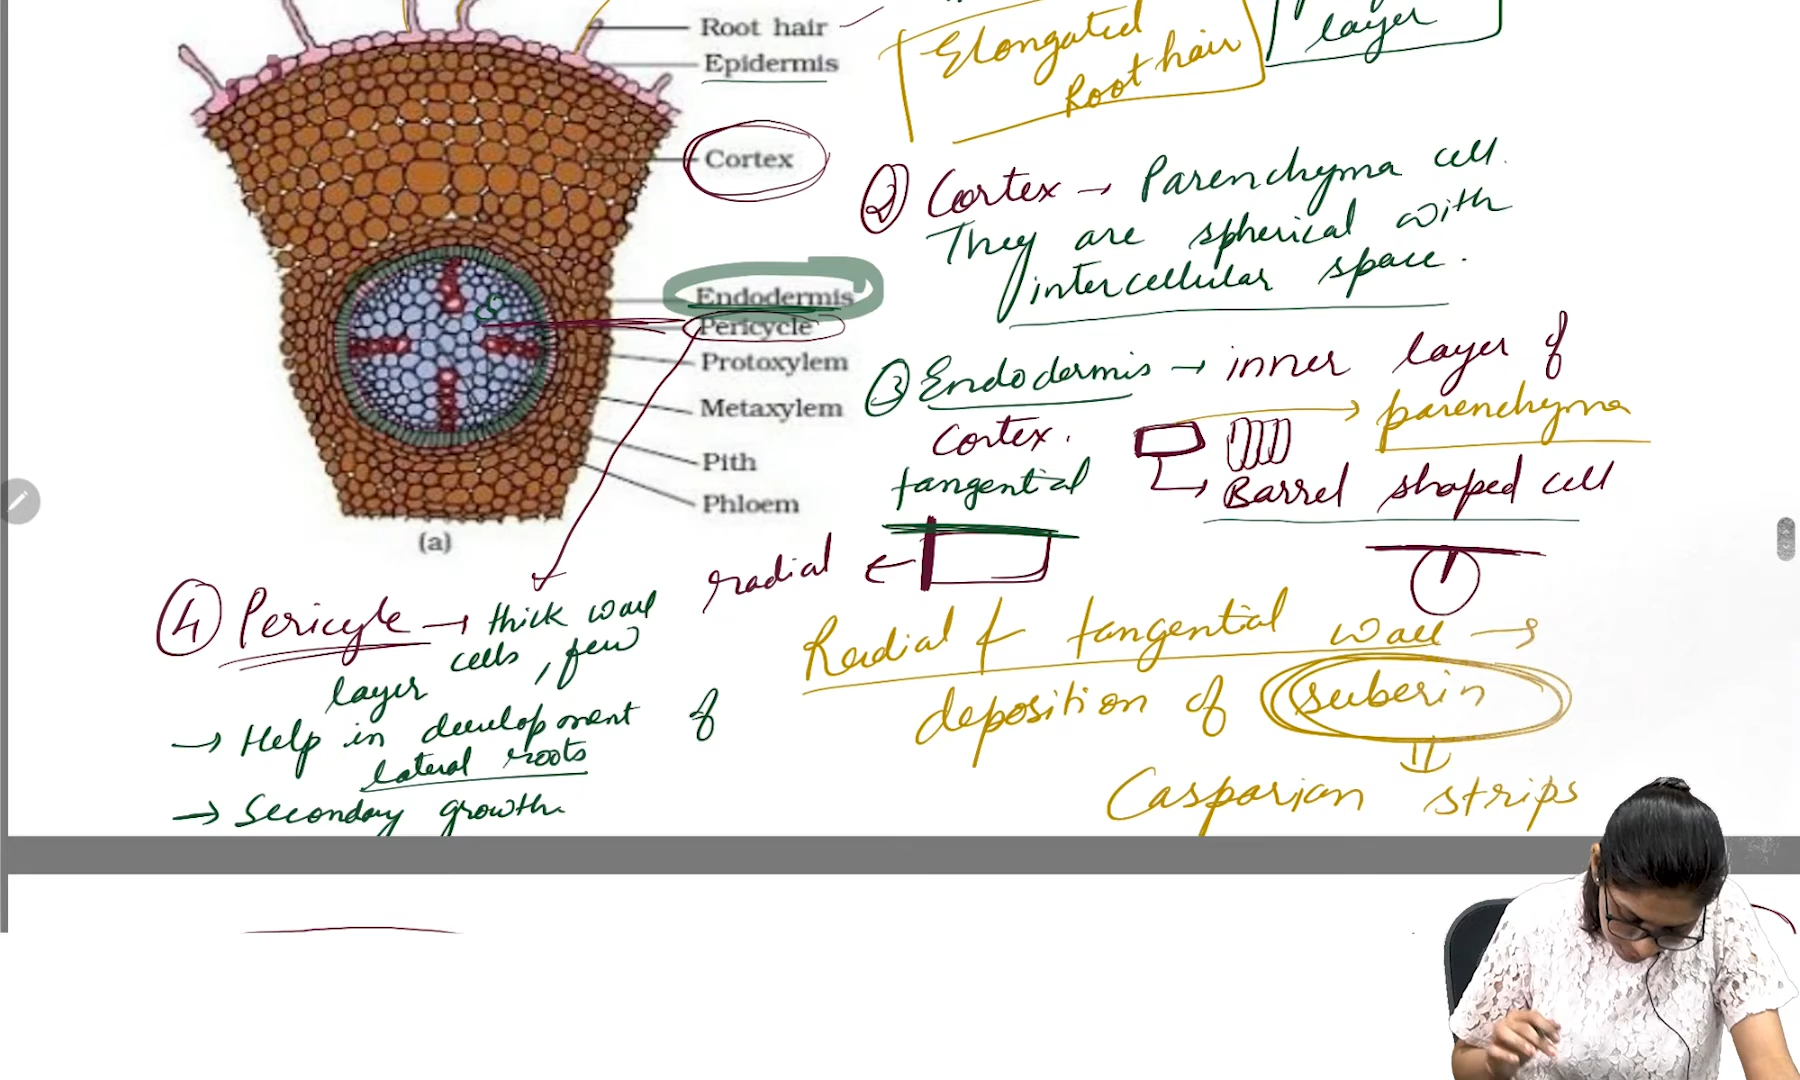 Root hair
Epidermis
Elongated
Root hair
layer
Cortex
② Cortex → Parenchyma cell.
They are spherical with
intercellular space.
Endodermis
Pericycle
Protoxylem
Metaxylem
Pith
Phloem
(a)
③ Endodermis → inner layer of
cortex.
parenchyma
Barrel shaped cell
tangential
radial
Radial & tangential wall →
deposition of suberin
Casparian strips
④ Pericycle → thick wall
cells, few
layer
→ Help in development of
lateral roots
→ Secondary growth